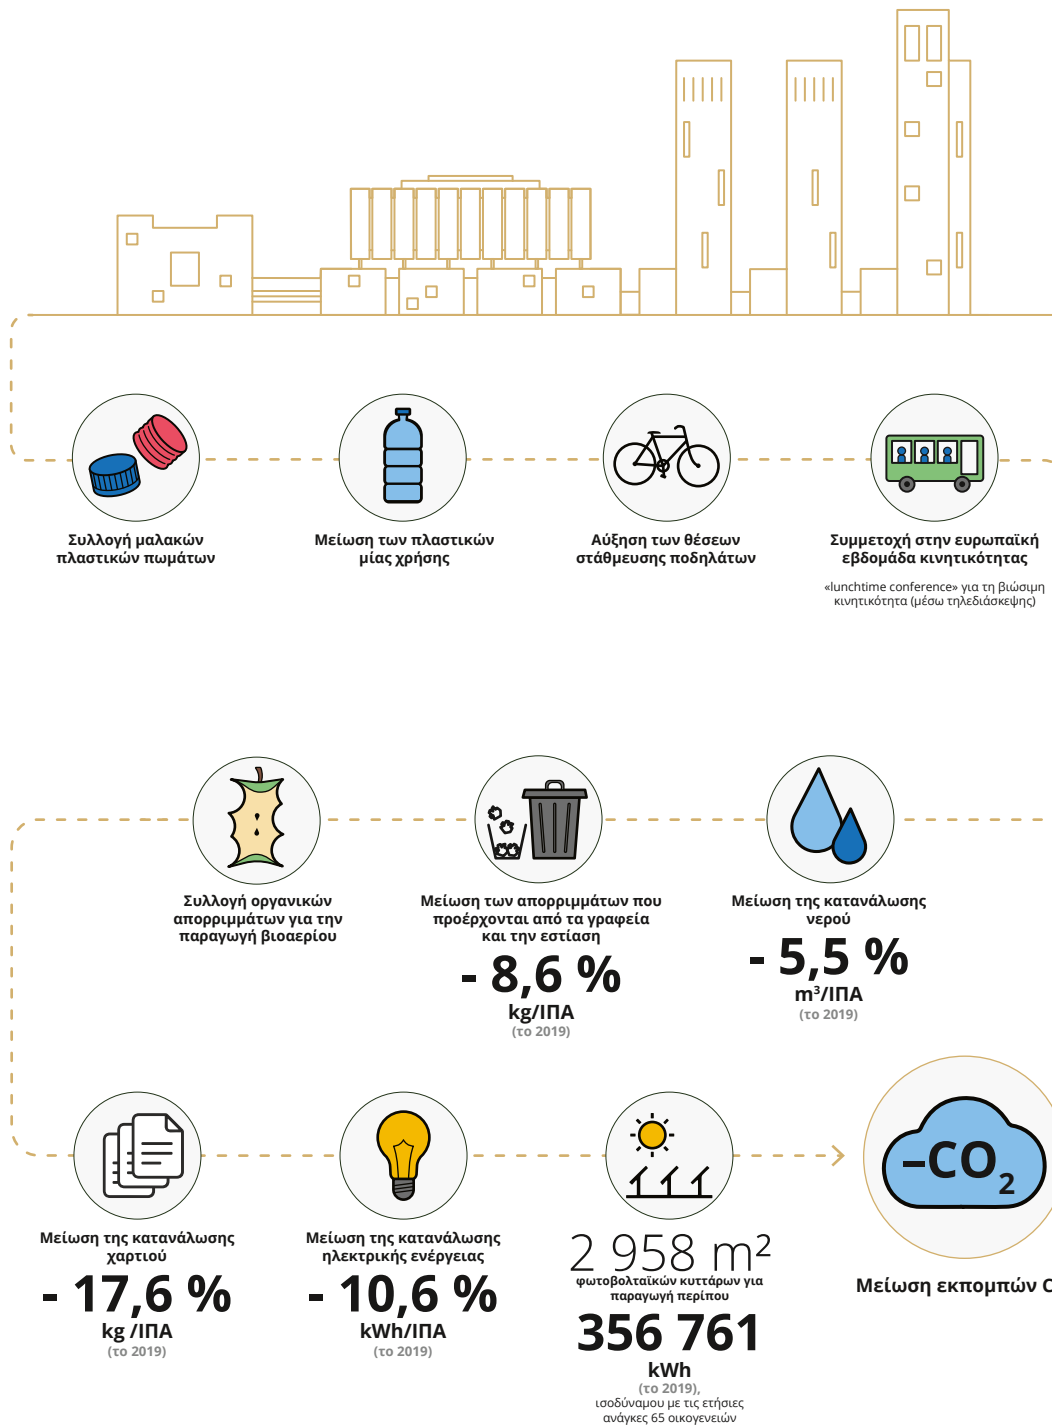 Συλλογή μαλακών
πλαστικών πωμάτων
Μείωση των πλαστικών
μίας χρήσης
Αύξηση των θέσεων
στάθμευσης ποδηλάτων
Συμμετοχή στην ευρωπαϊκή
εβδομάδα κινητικότητας
«lunchtime conference» για τη βιώσιμη
κινητικότητα (μέσω τηλεδιάσκεψης)
Συλλογή οργανικών
απορριμμάτων για την
παραγωγή βιοαερίου
Μείωση των απορριμμάτων που
προέρχονται από τα γραφεία
και την εστίαση
- 8,6 %
kg/ΙΠΑ
(το 2019)
Μείωση της κατανάλωσης
νερού
- 5,5 %
m³/ΙΠΑ
(το 2019)
Μείωση της κατανάλωσης
χαρτιού
- 17,6 %
kg /ΙΠΑ
(το 2019)
Μείωση της κατανάλωσης
ηλεκτρικής ενέργειας
- 10,6 %
kWh/ΙΠΑ
(το 2019)
2 958 m²
φωτοβολταϊκών κυττάρων για
παραγωγή περίπου
356 761
kWh
(το 2019),
ισοδύναμου με τις ετήσιες
ανάγκες 65 οικογενειών
–CO₂
Μείωση εκπομπών C